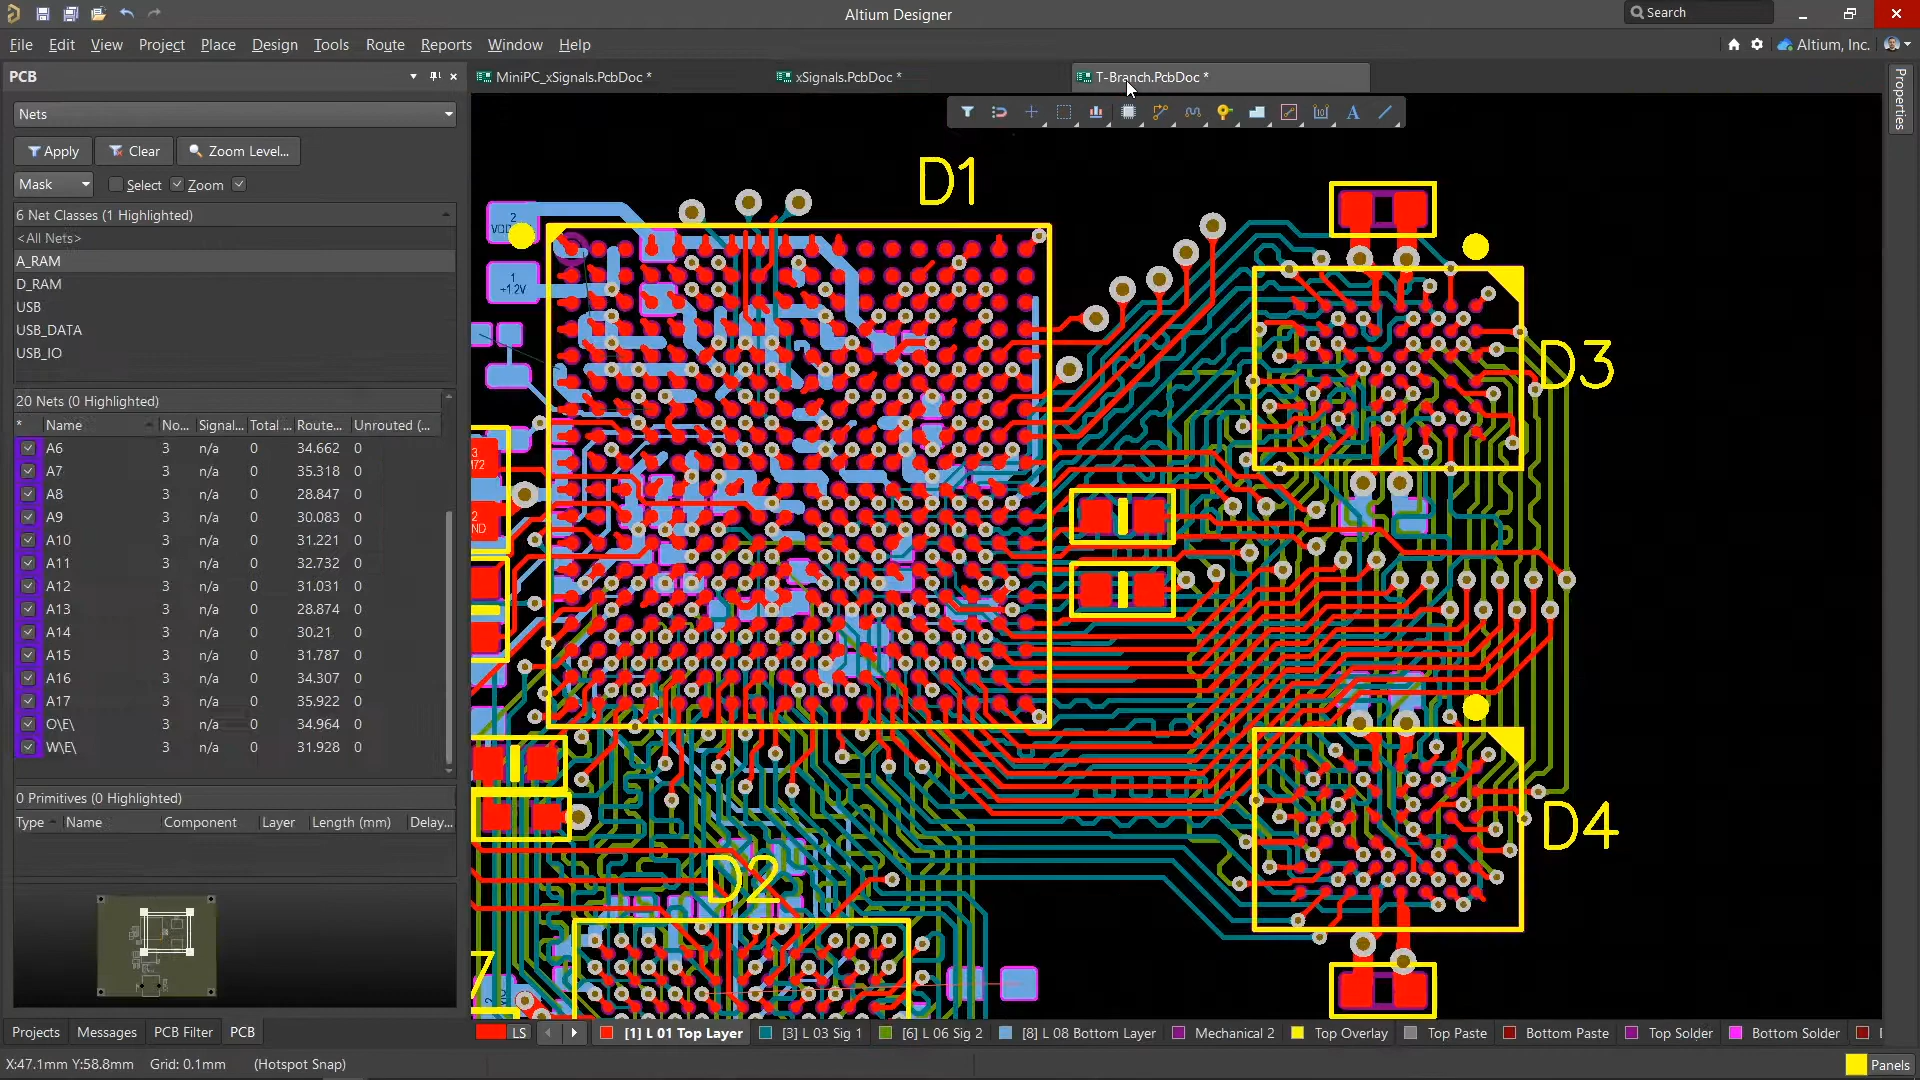 Altium Designer
Search
File Edit View Project Place Design Tools Route Reports Window Help
Altium, Inc.
PCB
MiniPC_xSignals.PcbDoc *
xSignals.PcbDoc *
T-Branch.PcbDoc *
Properties
Nets
Apply
Clear
Zoom Level...
Mask
Select
Zoom
6 Net Classes (1 Highlighted)
<All Nets>
A_RAM
D_RAM
USB
USB_DATA
USB_IO
20 Nets (0 Highlighted)
* Name No... Signal... Total ... Route... Unrouted (...
A6 3 n/a 0 34.662 0
A7 3 n/a 0 35.318 0
A8 3 n/a 0 28.847 0
A9 3 n/a 0 30.083 0
A10 3 n/a 0 31.221 0
A11 3 n/a 0 32.732 0
A12 3 n/a 0 31.031 0
A13 3 n/a 0 28.874 0
A14 3 n/a 0 30.21 0
A15 3 n/a 0 31.787 0
A16 3 n/a 0 34.307 0
A17 3 n/a 0 35.922 0
O\E\ 3 n/a 0 34.964 0
W\E\ 3 n/a 0 31.928 0
0 Primitives (0 Highlighted)
Type Name Component Layer Length (mm) Delay...
D1
2
1
+1.2V
D3
D4
D2
7
Projects Messages PCB Filter PCB
LS
[1] L 01 Top Layer
[3] L 03 Sig 1
[6] L 06 Sig 2
[8] L 08 Bottom Layer
Mechanical 2
Top Overlay
Top Paste
Bottom Paste
Top Solder
Bottom Solder
X:47.1mm Y:58.8mm Grid: 0.1mm (Hotspot Snap)
Panels